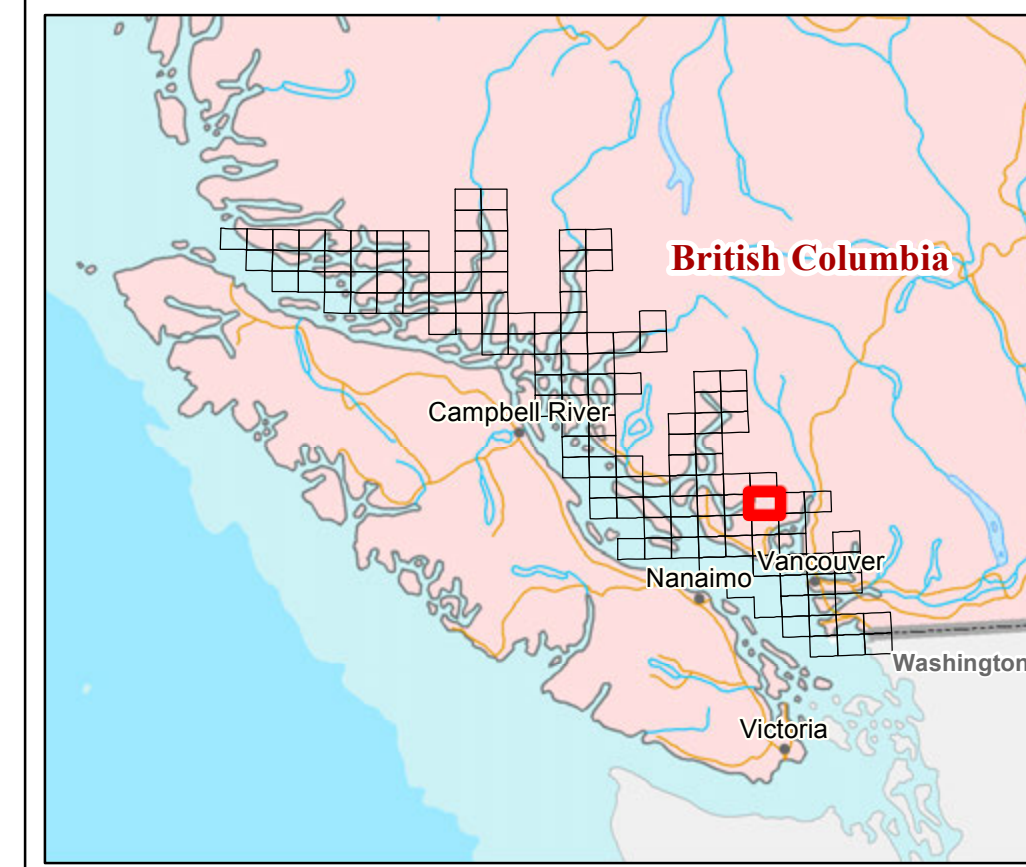 British Columbia
Campbell River
Vancouver
Nanaimo
Washington
Victoria